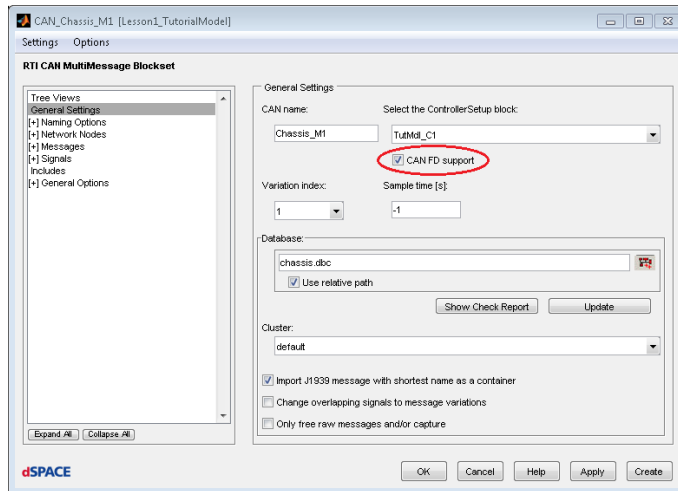 CAN_Chassis_M1 [Lesson1_TutorialModel]
Settings Options
RTI CAN MultiMessage Blockset
Tree Views
General Settings
[+] Naming Options
[+] Network Nodes
[+] Messages
[+] Signals
Includes
[+] General Options
Expand All Collapse All
General Settings
CAN name: Select the ControllerSetup block:
Chassis_M1 TutMdl_C1
CAN FD support
Variation index: Sample time [s]:
1 -1
Database:
chassis.dbc
Use relative path
Show Check Report Update
Cluster:
default
Import J1939 message with shortest name as a container
Change overlapping signals to message variations
Only free raw messages and/or capture
dSPACE OK Cancel Help Apply Create